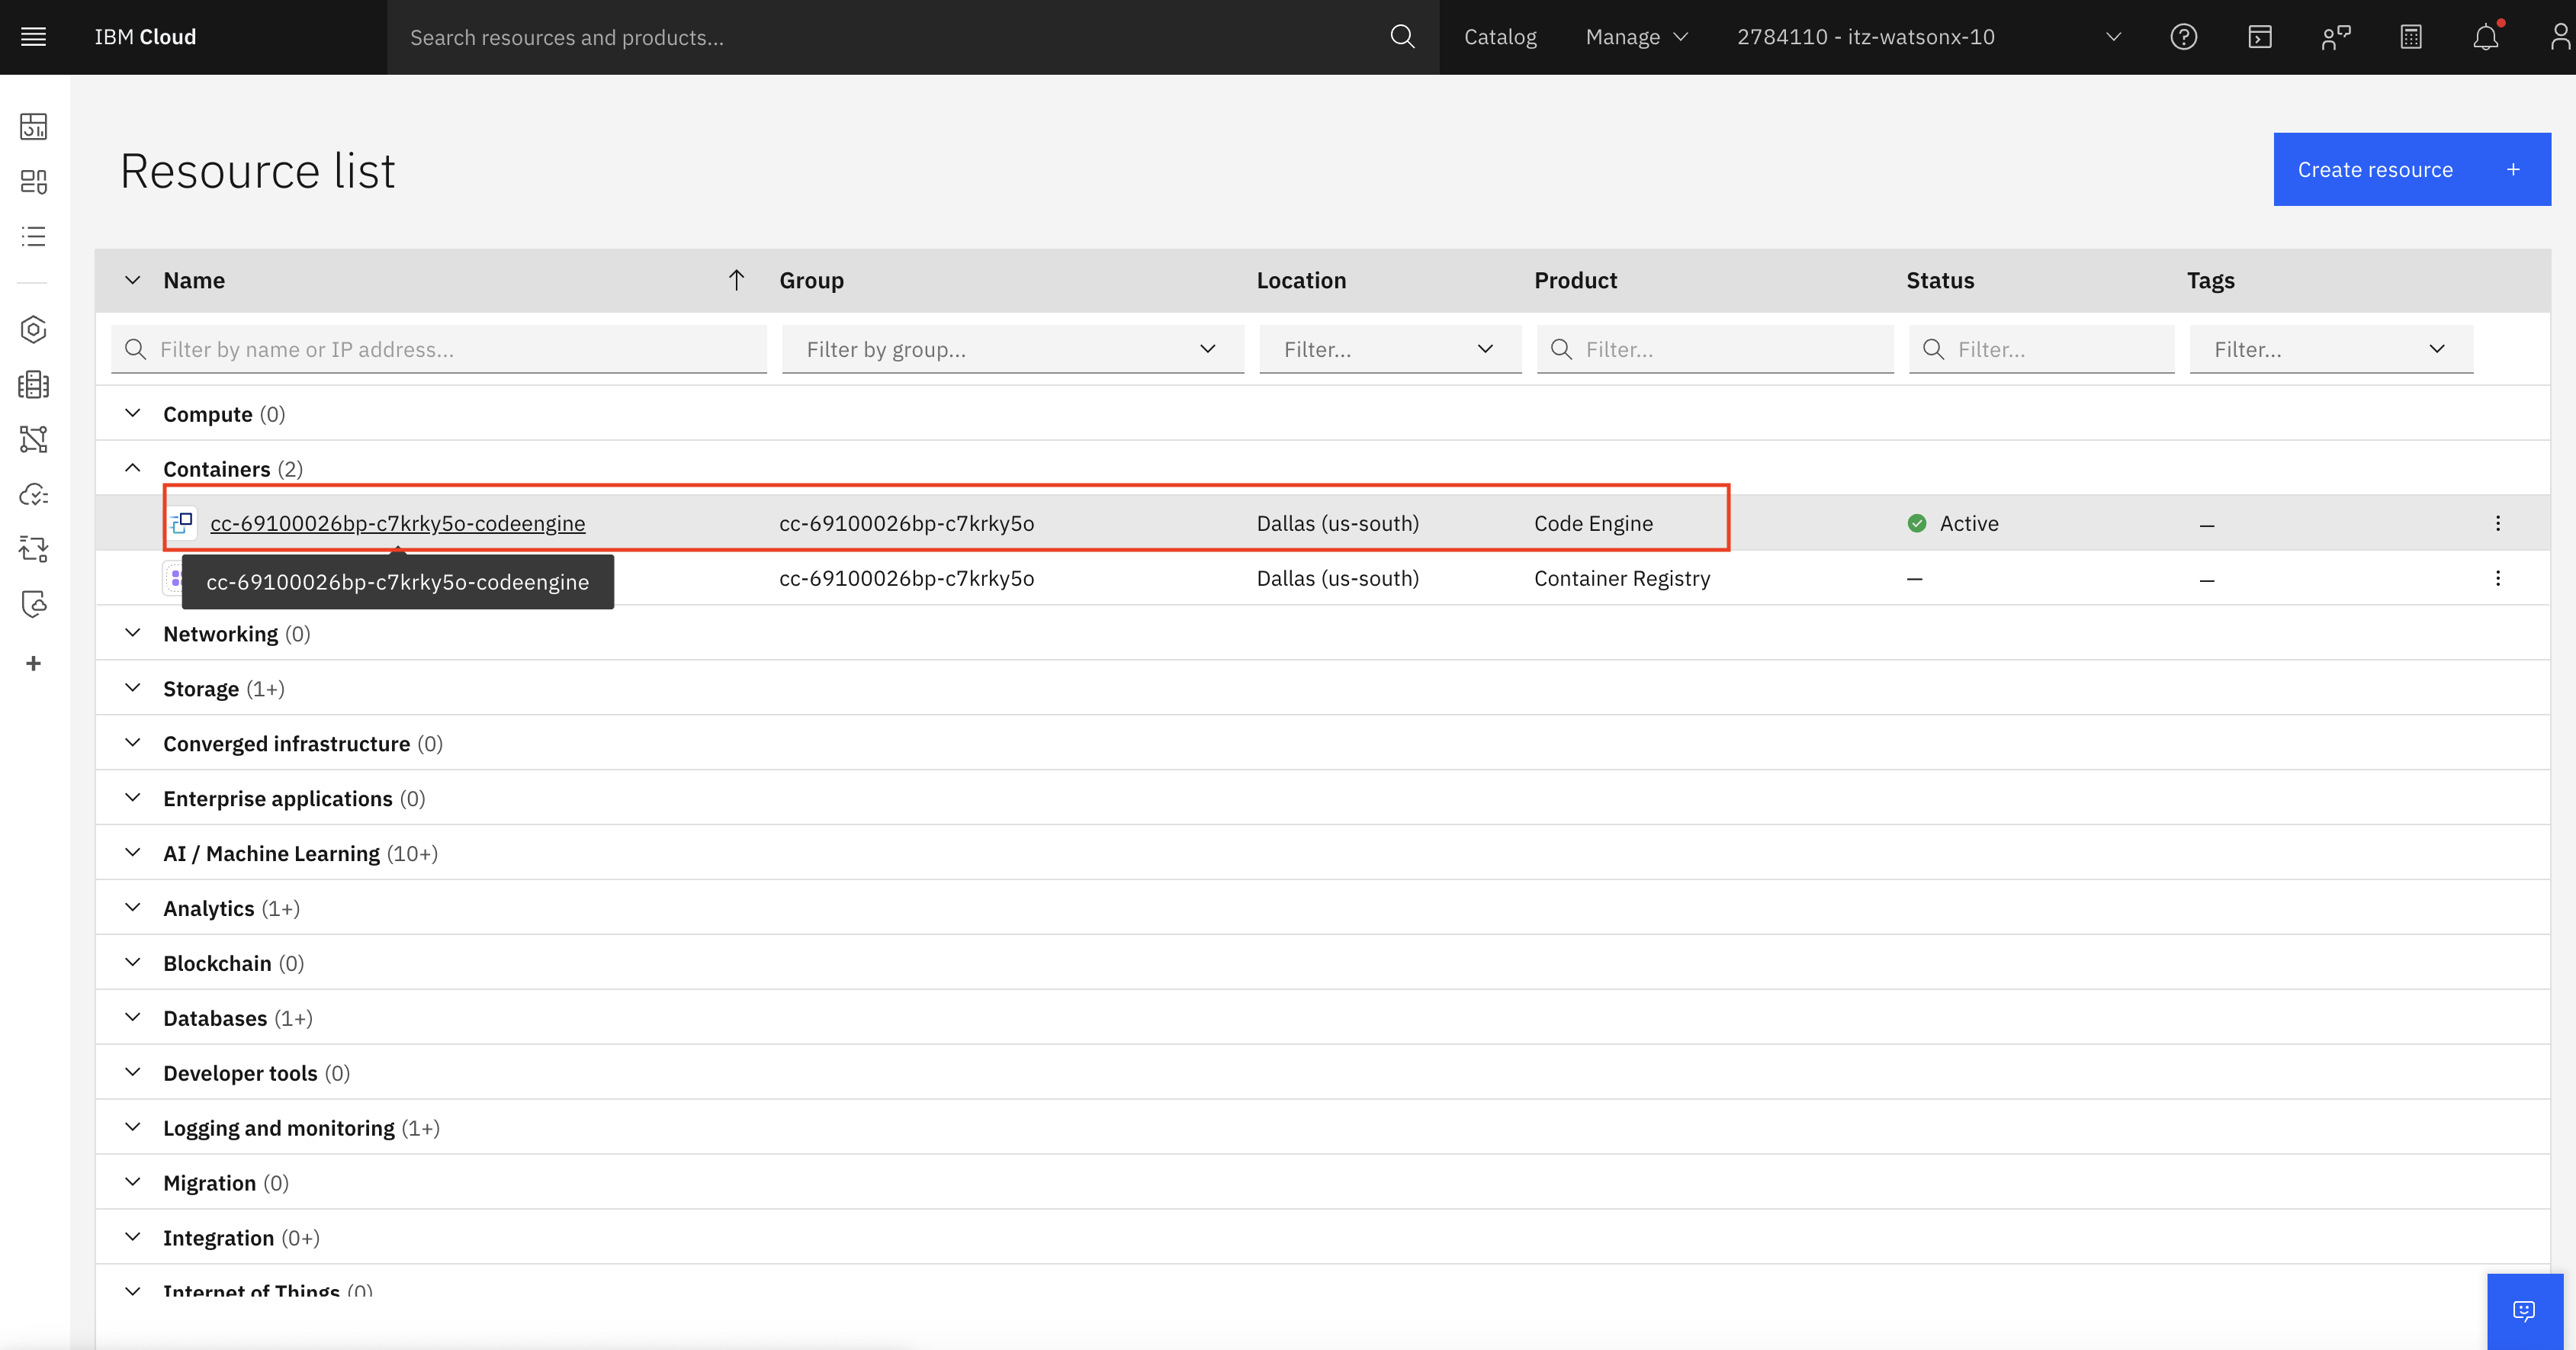 IBM Cloud
Search resources and products...
Catalog
Manage
2784110 - itz-watsonx-10
Resource list
Create resource +
Name Group Location Product Status Tags
Filter by name or IP address... Filter by group... Filter... Filter... Filter... Filter...
Compute (0)
Containers (2)
cc-69100026bp-c7krky5o-codeengine cc-69100026bp-c7krky5o Dallas (us-south) Code Engine Active –
cc-69100026bp-c7krky5o-codeengine
cc-69100026bp-c7krky5o Dallas (us-south) Container Registry – –
Networking (0)
Storage (1+)
Converged infrastructure (0)
Enterprise applications (0)
AI / Machine Learning (10+)
Analytics (1+)
Blockchain (0)
Databases (1+)
Developer tools (0)
Logging and monitoring (1+)
Migration (0)
Integration (0+)
Internet of Things (0)